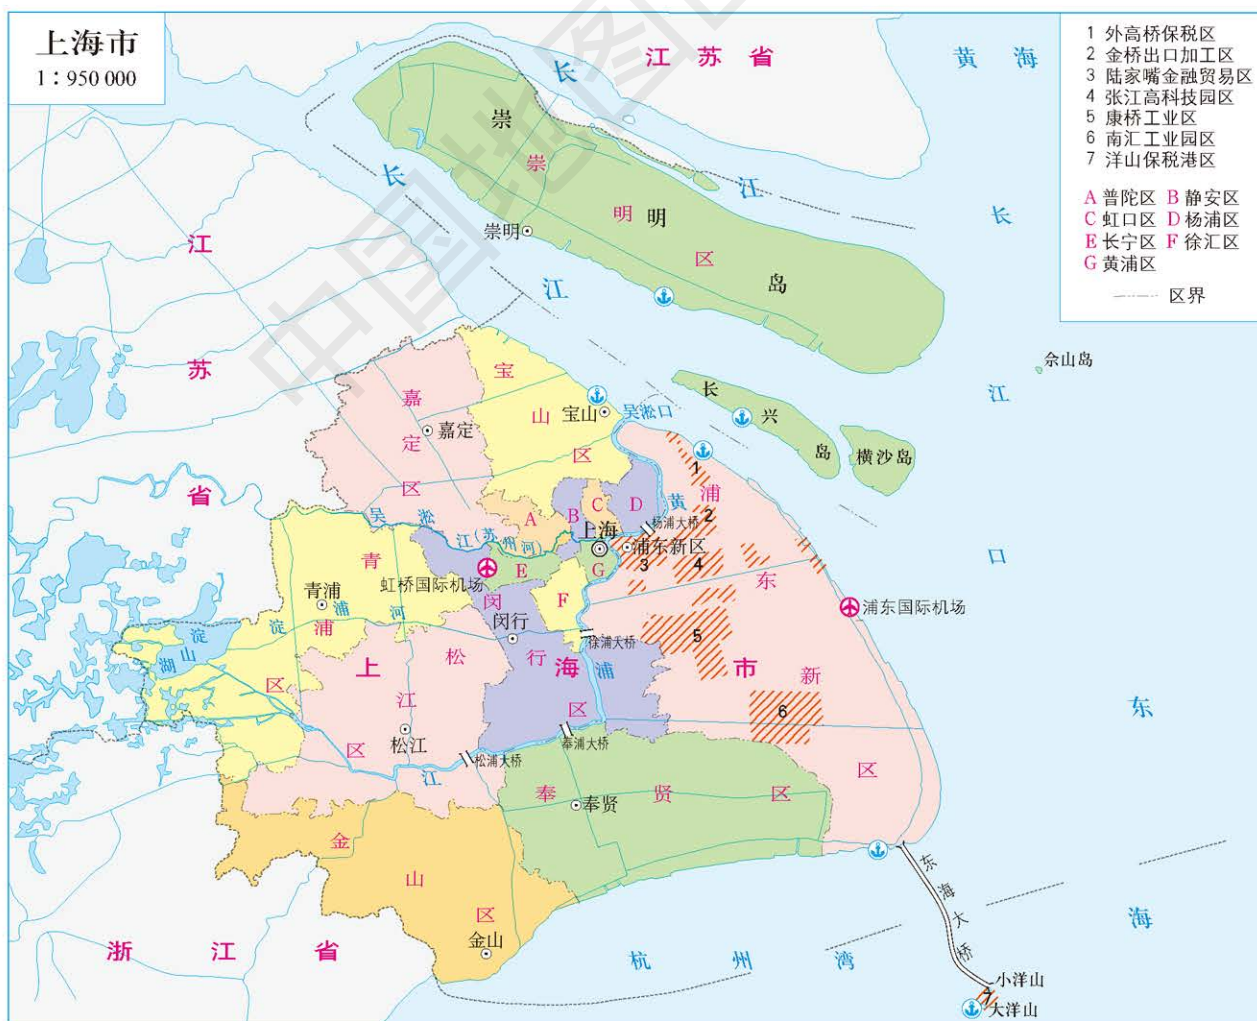 上海市
1：950 000
1 外高桥保税区
2 金桥出口加工区
3 陆家嘴金融贸易区
4 张江高科技园区
5 康桥工业区
6 南汇工业园区
7 洋山保税港区
A 普陀区 B 静安区
C 虹口区 D 杨浦区
E 长宁区 F 徐汇区
G 黄浦区
区界
中国地图
江苏省
黄海
长江
长江
长江口
崇明岛
崇明区
崇明
佘山岛
长兴岛
横沙岛
江苏省
嘉定区
嘉定
宝山区
宝山
吴淞口
1
2
3
4
5
6
7
A
B
C
D
E
F
G
黄浦江
杨浦大桥
上海
浦东新区
浦东新区
吴淞江(苏州河)
虹桥国际机场
浦东国际机场
青浦区
青浦
淀浦河
淀山湖
闵行区
闵行
徐浦大桥
上海市
松江区
松江
松浦大桥
奉浦大桥
奉贤区
奉贤
金山区
金山
浙江省
杭州湾
东海
东海大桥
小洋山
大洋山